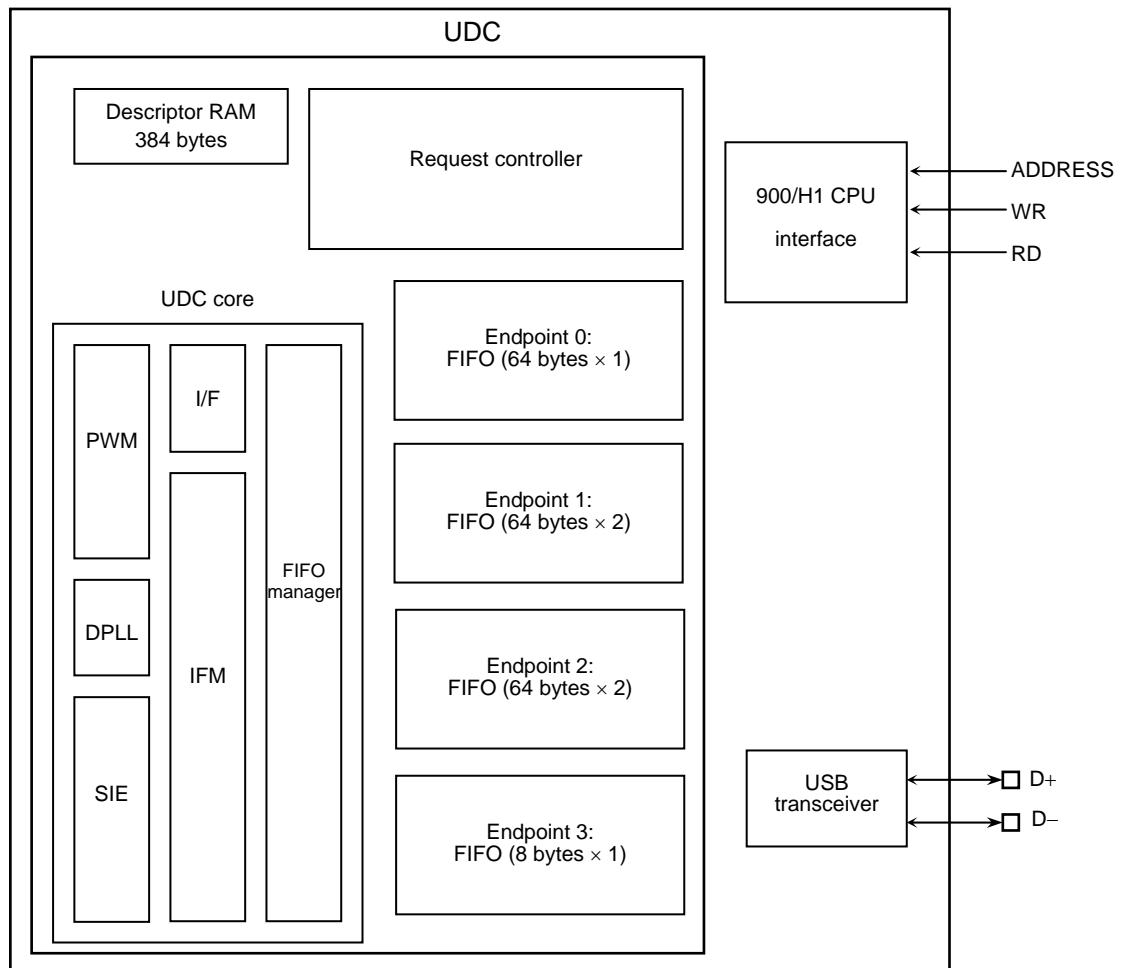 UDC
Descriptor RAM
384 bytes
Request controller
900/H1 CPU
interface
ADDRESS
WR
RD
UDC core
PWM
I/F
FIFO
manager
DPLL
IFM
SIE
Endpoint 0:
FIFO (64 bytes × 1)
Endpoint 1:
FIFO (64 bytes × 2)
Endpoint 2:
FIFO (64 bytes × 2)
Endpoint 3:
FIFO (8 bytes × 1)
USB
transceiver
D+
D−